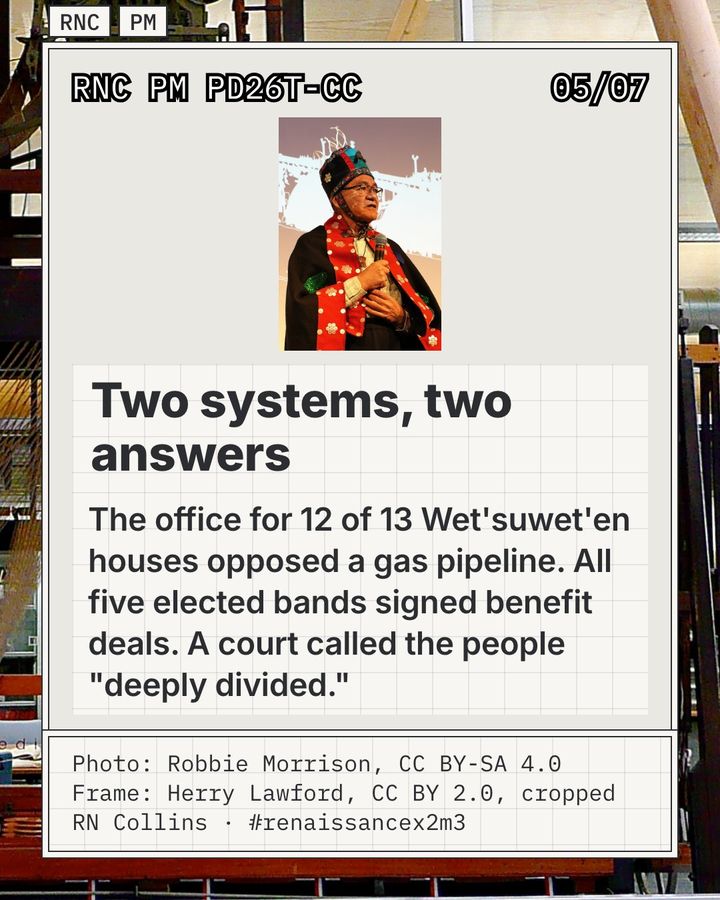 RNC PM
RNC PM PD26T-CC 05/07
Two systems, two
answers
The office for 12 of 13 Wet'suwet'en
houses opposed a gas pipeline. All
five elected bands signed benefit
deals. A court called the people
"deeply divided."
Photo: Robbie Morrison, CC BY-SA 4.0
Frame: Herry Lawford, CC BY 2.0, cropped
RN Collins · #renaissancex2m3